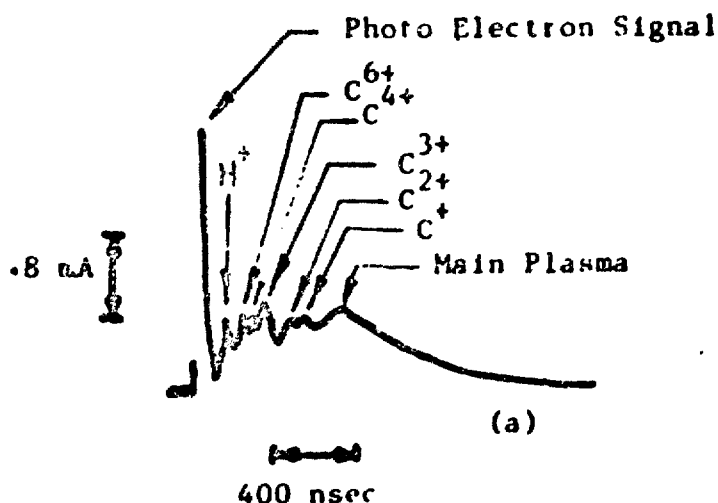 Photo Electron Signal
C6+
C4+
H+
C3+
C2+
C+
.8 mA
Main Plasma
(a)
400 nsec